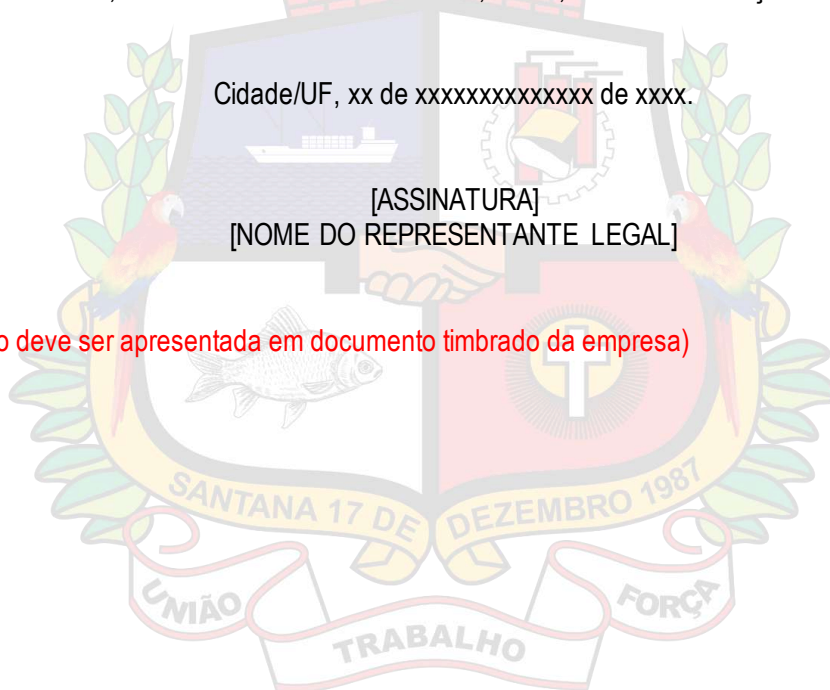 Cidade/UF, xx de xxxxxxxxxxxxxx de xxxx.
[ASSINATURA]
[NOME DO REPRESENTANTE LEGAL]
o deve ser apresentada em documento timbrado da empresa)
SANTANA 17 DE DEZEMBRO 1987
UNIÃO TRABALHO FORÇA